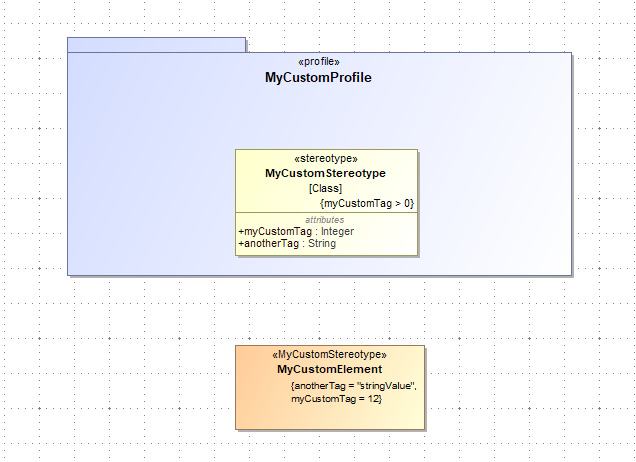 «profile»
MyCustomProfile
«stereotype»
MyCustomStereotype
[Class]
{myCustomTag > 0}
attributes
+myCustomTag : Integer
+anotherTag : String
«MyCustomStereotype»
MyCustomElement
{anotherTag = "stringValue",
myCustomTag = 12}